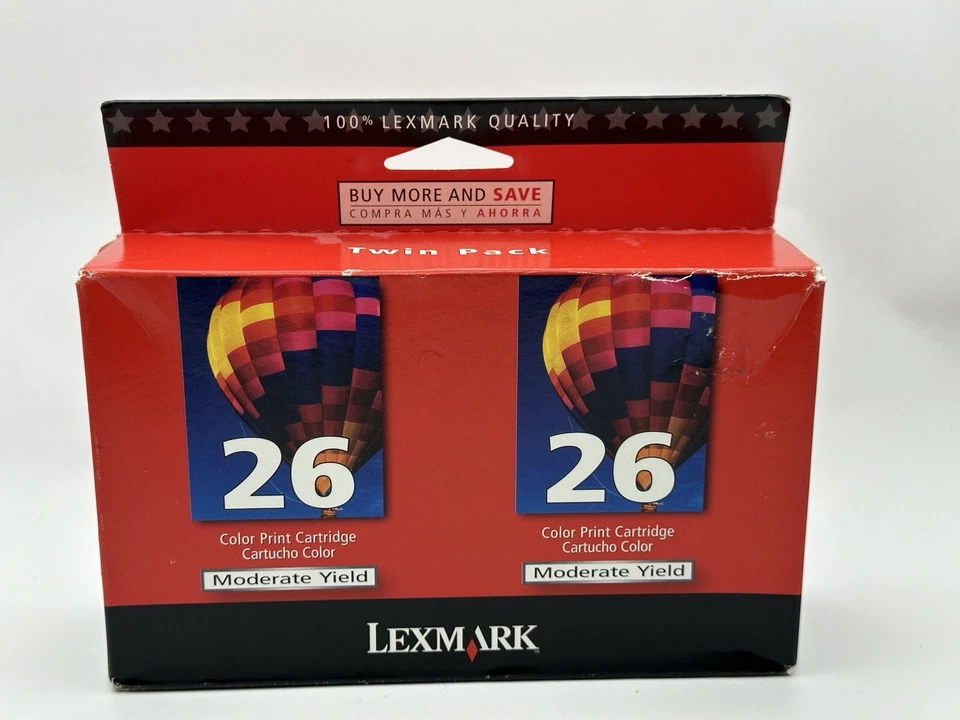 100% LEXMARK QUALITY
BUY MORE AND SAVE
COMPRA MÁS Y AHORRA
Twin Pack
26
Color Print Cartridge
Cartucho Color
Moderate Yield
26
Color Print Cartridge
Cartucho Color
Moderate Yield
LEXMARK